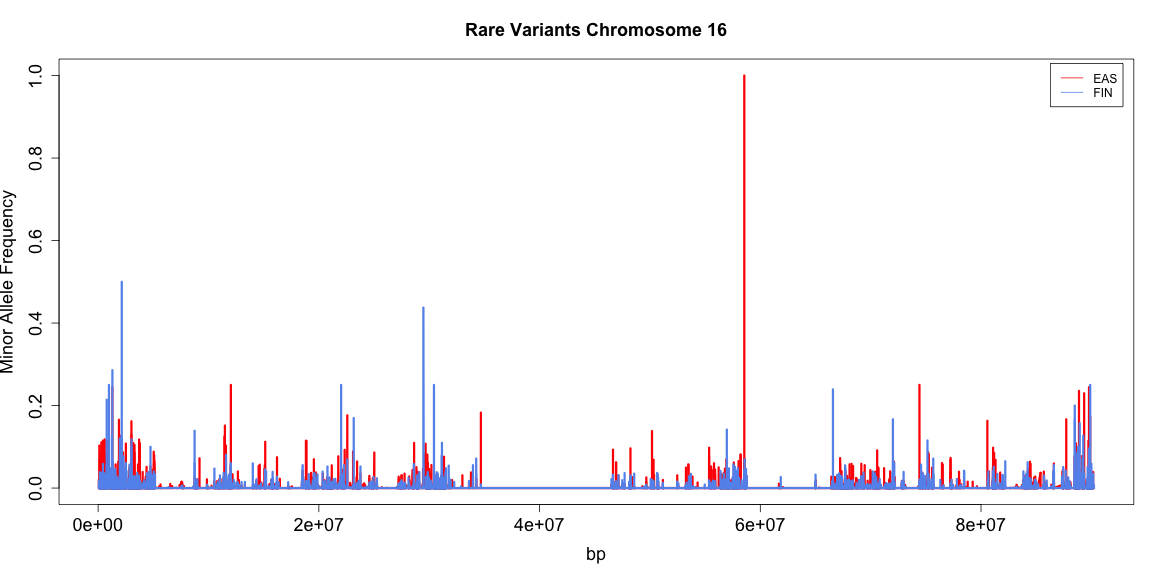 Rare Variants Chromosome 16
EAS
FIN
Minor Allele Frequency
1.0
0.8
0.6
0.4
0.2
0.0
0e+00 2e+07 4e+07 6e+07 8e+07
bp